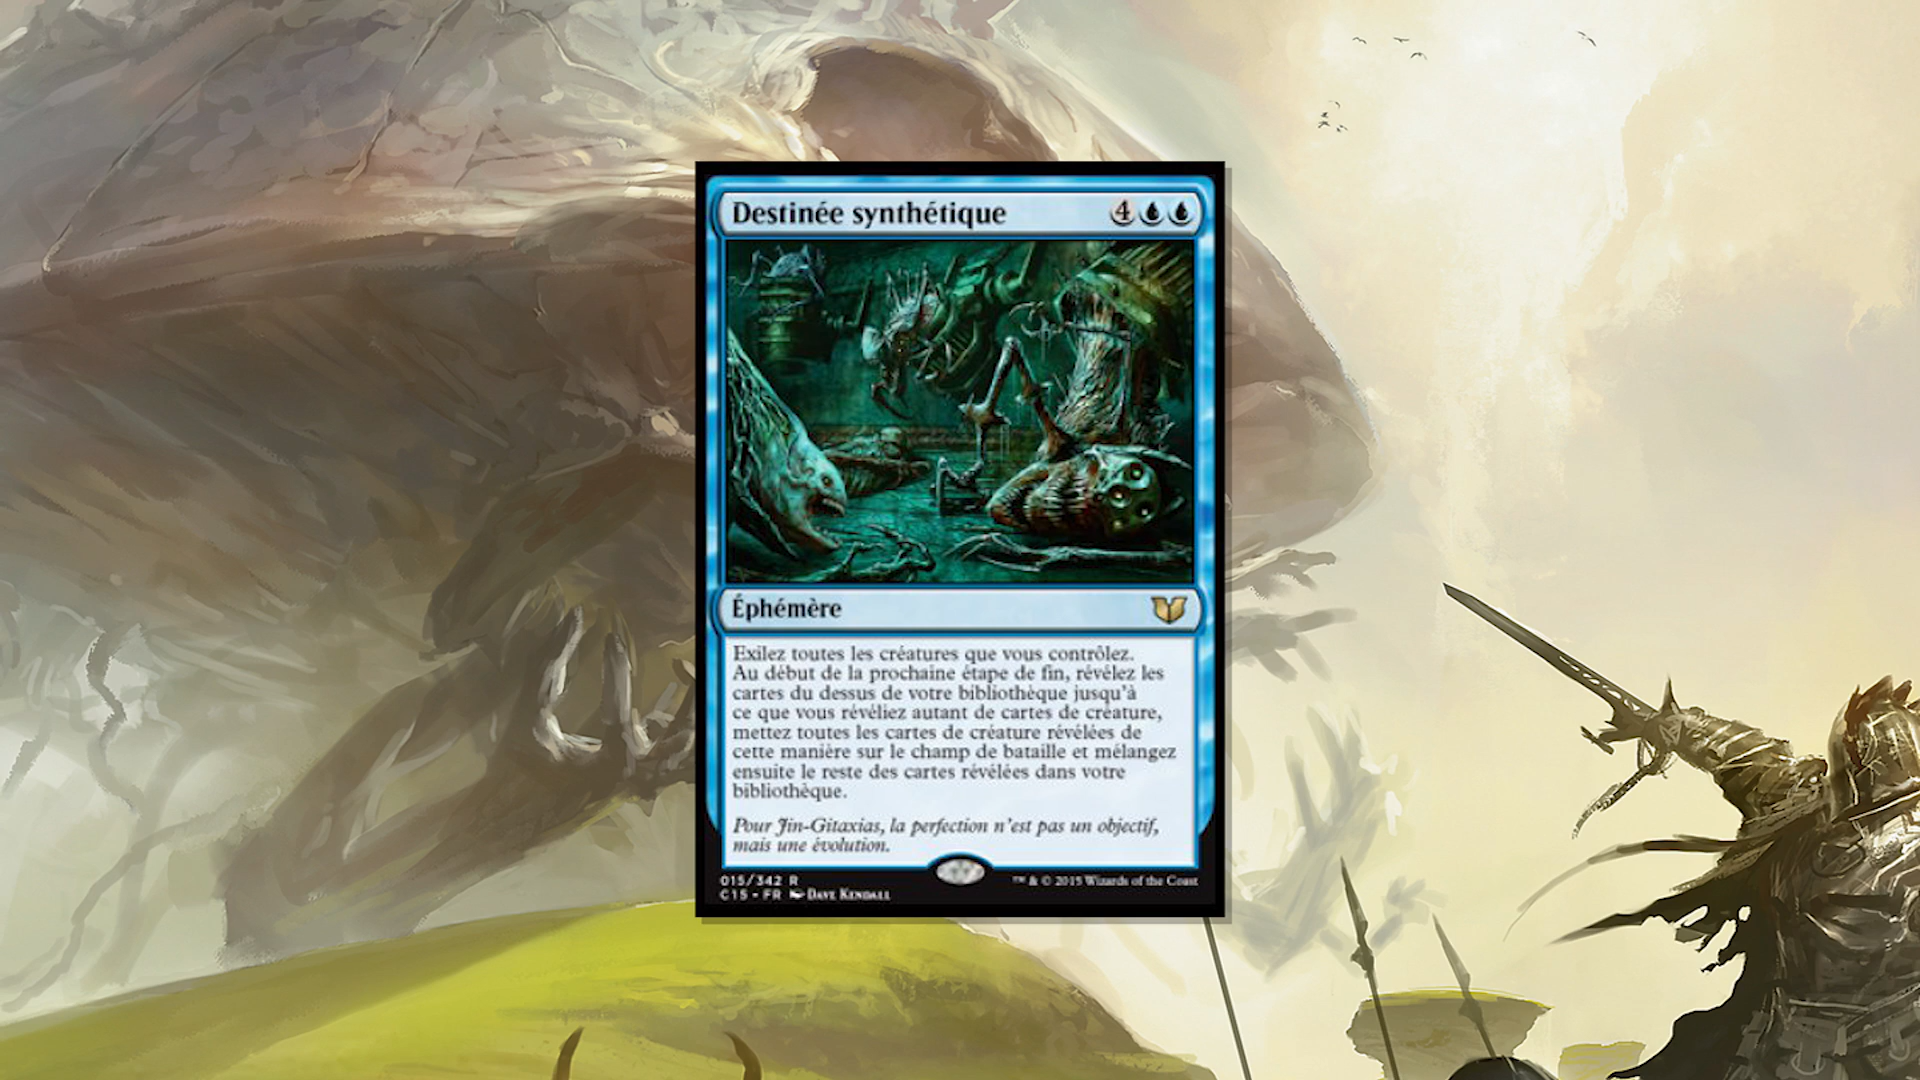 Destinée synthétique 4
Éphémère
Exilez toutes les créatures que vous contrôlez.
Au début de la prochaine étape de fin, révélez les
cartes du dessus de votre bibliothèque jusqu'à
ce que vous révéliez autant de cartes de créature,
mettez toutes les cartes de créature révélées de
cette manière sur le champ de bataille et mélangez
ensuite le reste des cartes révélées dans votre
bibliothèque.
Pour Jin-Gitaxias, la perfection n'est pas un objectif,
mais une évolution.
015/342 R
™ & © 2015 Wizards of the Coast
C15 - FR Dave Kendall